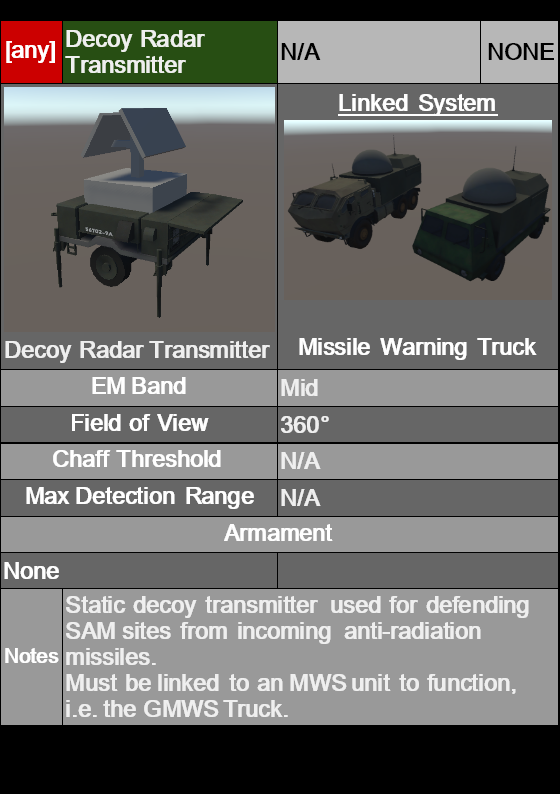 [any]
Decoy Radar
Transmitter
N/A
NONE
Linked System
S6702-9A
Decoy Radar Transmitter
Missile Warning Truck
EM Band
Mid
Field of View
360°
Chaff Threshold
N/A
Max Detection Range
N/A
Armament
None
Notes
Static decoy transmitter used for defending
SAM sites from incoming anti-radiation
missiles.
Must be linked to an MWS unit to function,
i.e. the GMWS Truck.